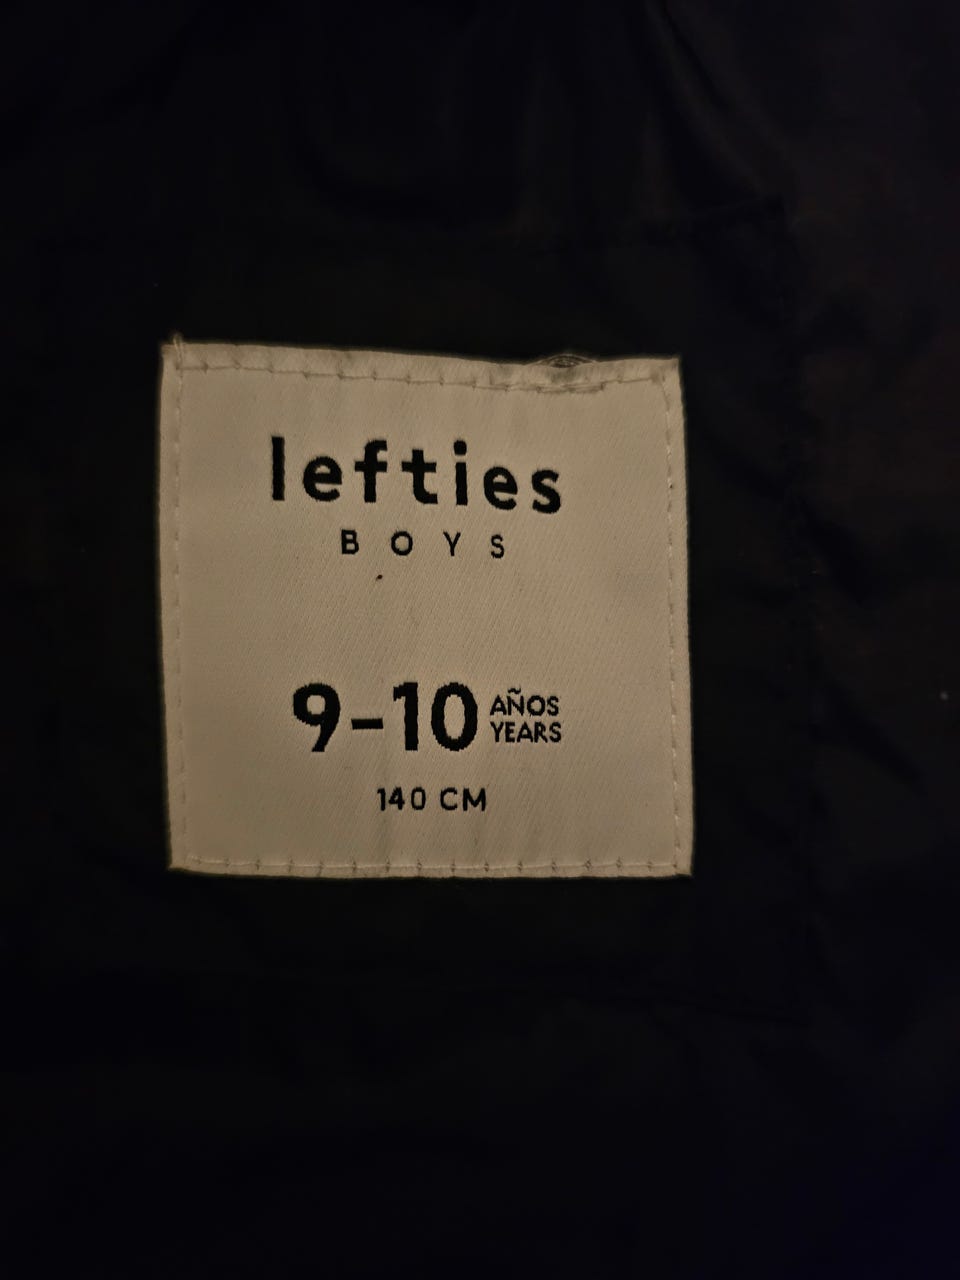 lefties
BOYS
9-10 AÑOS
YEARS
140 CM